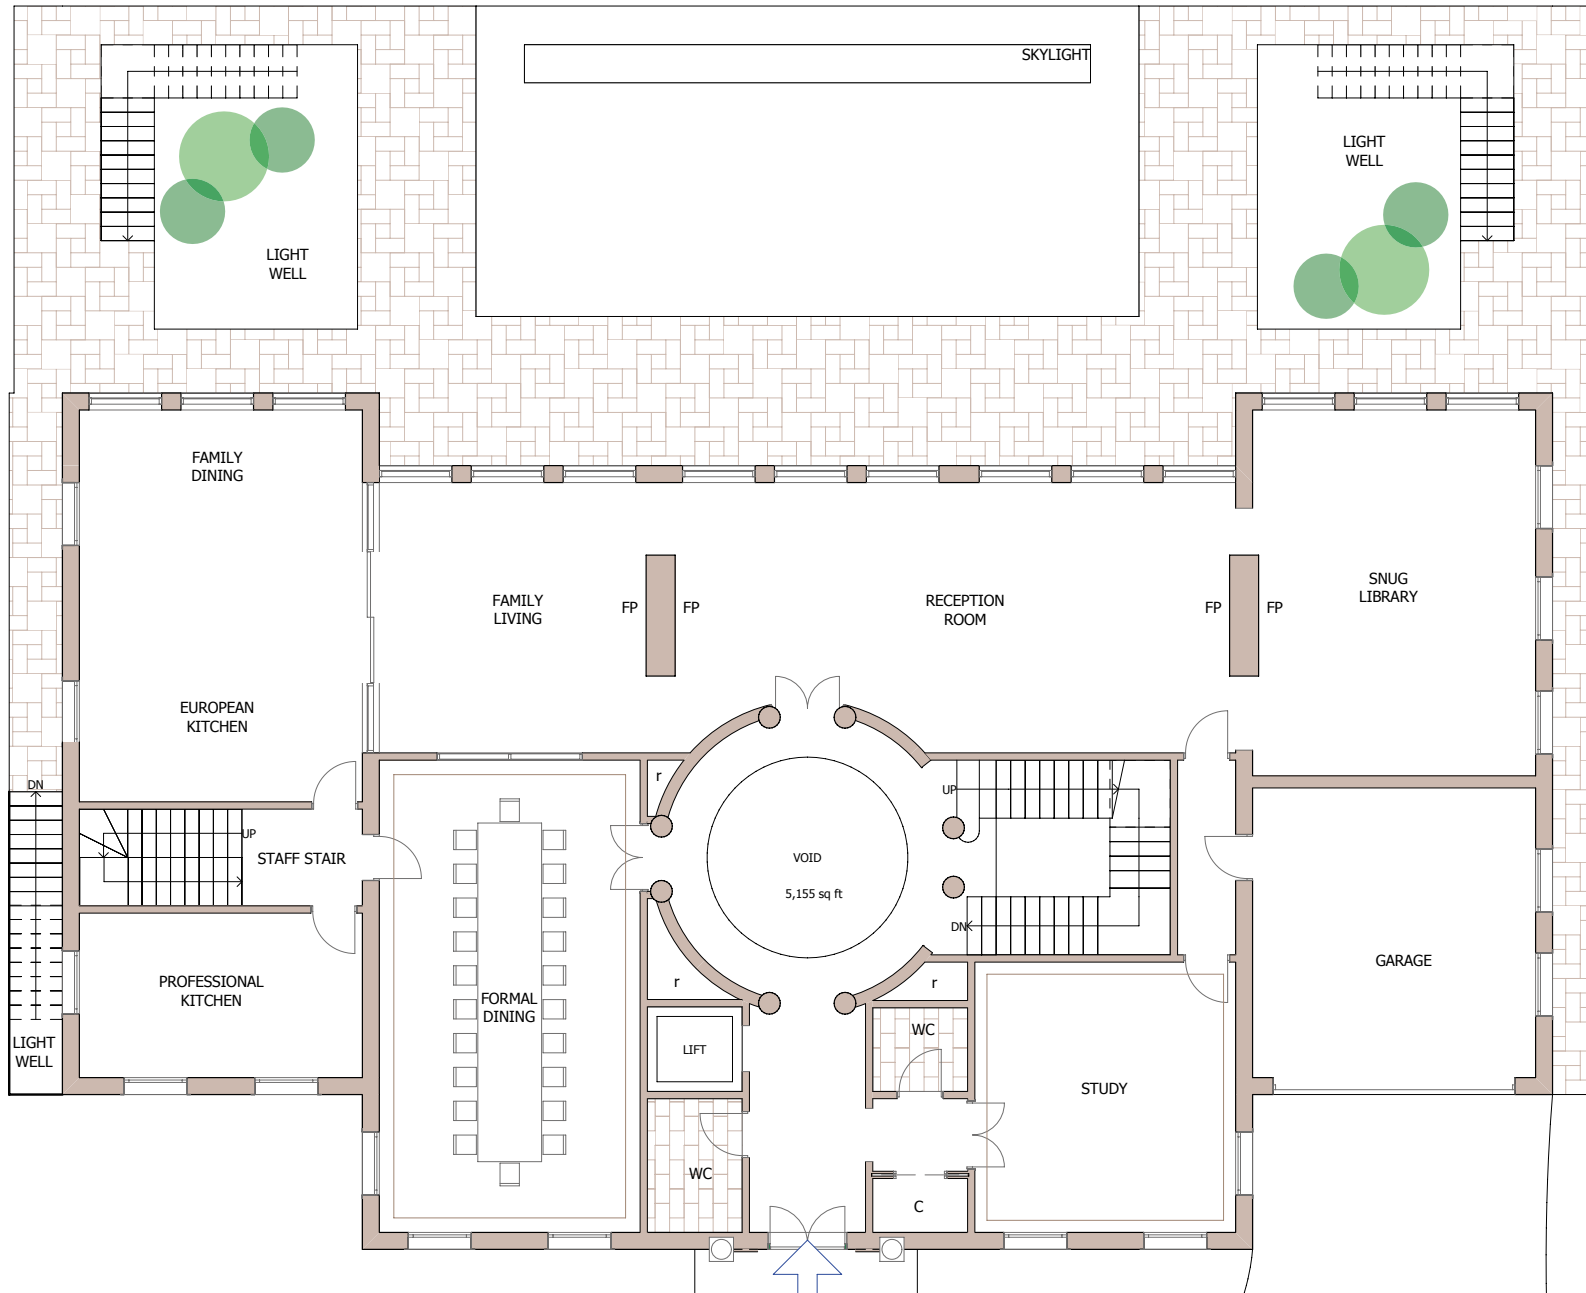 SKYLIGHT
LIGHT
WELL
LIGHT
WELL
FAMILY
DINING
FAMILY
LIVING
FP
FP
RECEPTION
ROOM
FP
FP
SNUG
LIBRARY
EUROPEAN
KITCHEN
DN
r
UP
UP
STAFF STAIR
VOID
5,155 sq ft
DN
PROFESSIONAL
KITCHEN
FORMAL
DINING
r
r
GARAGE
LIGHT
WELL
LIFT
WC
STUDY
WC
C